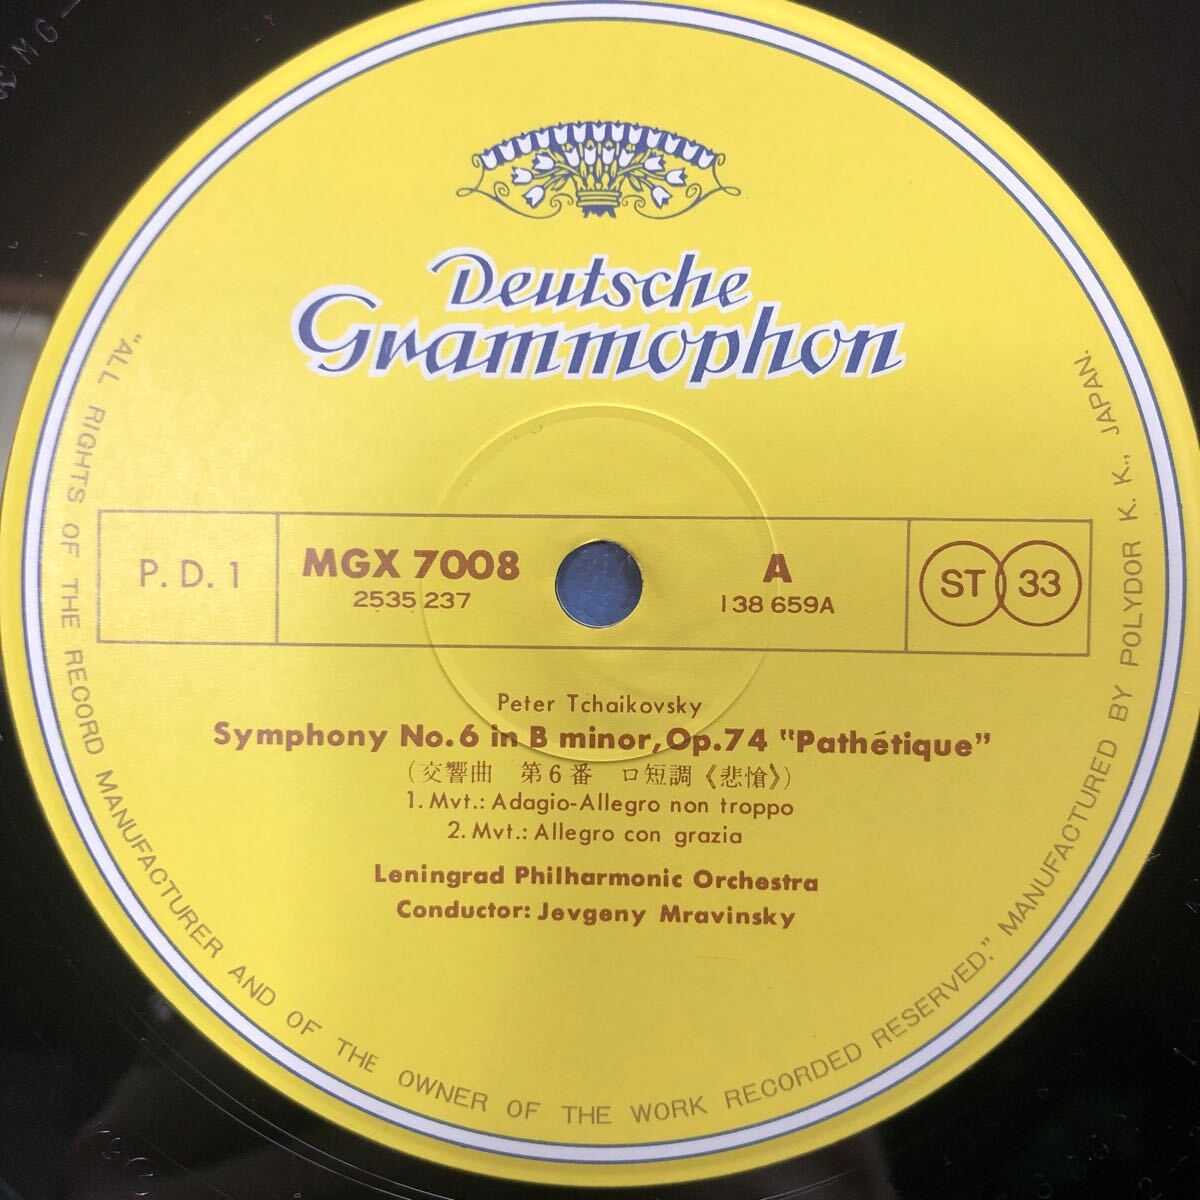 Deutsche
Grammophon
P. D. 1
MGX 7008
2535 237
A
138 659A
ST 33
Peter Tchaikovsky
Symphony No.6 in B minor, Op.74 "Pathétique"
(交響曲 第6番 ロ短調《悲愴》)
1. Mvt.: Adagio-Allegro non troppo
2. Mvt.: Allegro con grazia
Leningrad Philharmonic Orchestra
Conductor: Jevgeny Mravinsky
"ALL RIGHTS OF THE RECORD MANUFACTURER AND OF THE OWNER OF THE WORK RECORDED RESERVED." MANUFACTURED BY POLYDOR K. K., JAPAN.